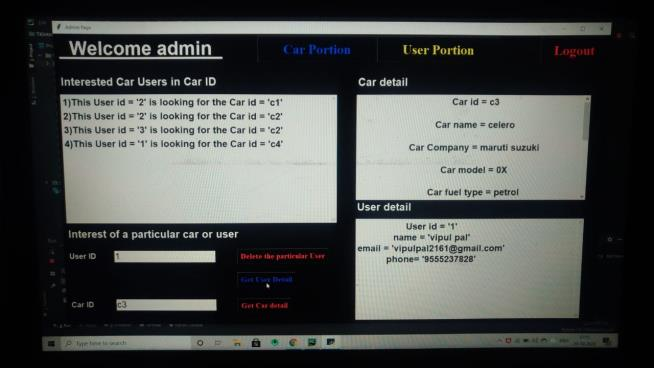 Admin Page
Welcome admin
Car Portion
User Portion
Logout
Interested Car Users in Car ID
1)This User id = '2' is looking for the Car id = 'c1'
2)This User id = '2' is looking for the Car id = 'c2'
3)This User id = '3' is looking for the Car id = 'c2'
4)This User id = '1' is looking for the Car id = 'c4'
Car detail
Car id = c3
Car name = celero
Car Company = maruti suzuki
Car model = 0X
Car fuel type = petrol
Interest of a particular car or user
User ID
1
Delete the particular User
Get User Detail
Car ID
c3
Get Car detail
User detail
User id = '1'
name = 'vipul pal'
email = 'vipulpal2161@gmail.com'
phone= '9555237828'
Type here to search